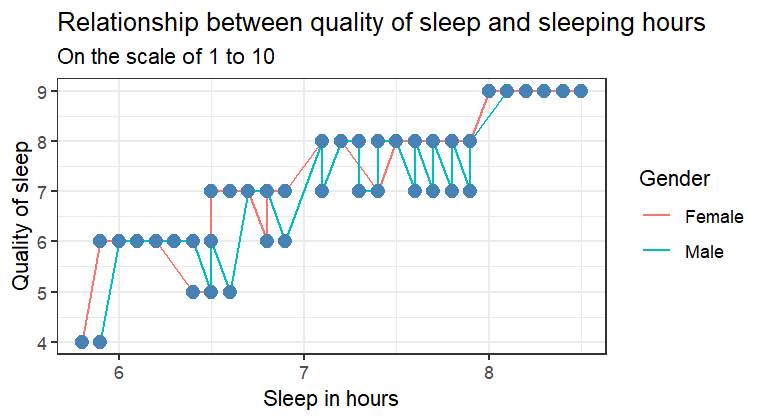 Relationship between quality of sleep and sleeping hours
On the scale of 1 to 10
Quality of sleep
9
8
7
6
5
4
6
7
8
Sleep in hours
Gender
Female
Male